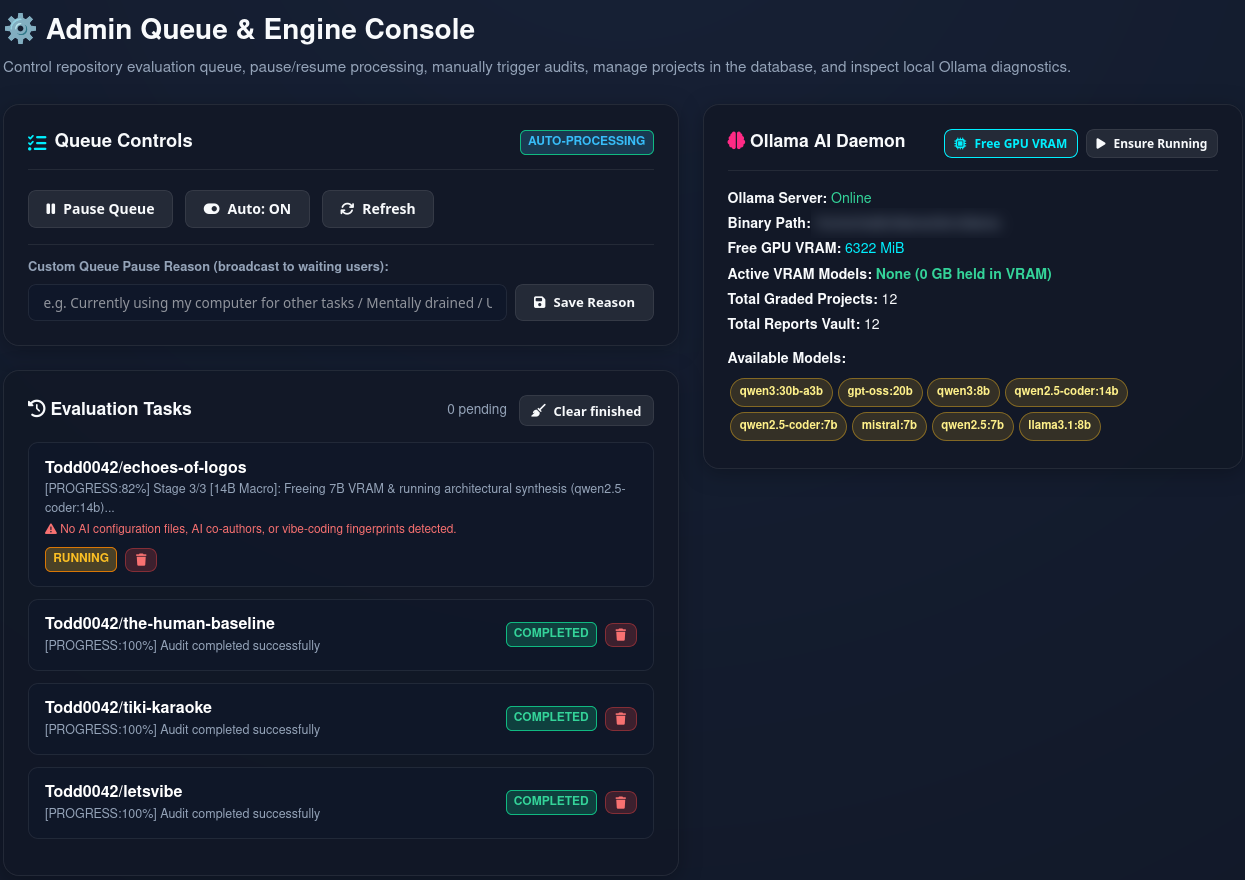 Admin Queue & Engine Console
Control repository evaluation queue, pause/resume processing, manually trigger audits, manage projects in the database, and inspect local Ollama diagnostics.
Queue Controls
AUTO-PROCESSING
Pause Queue
Auto: ON
Refresh
Custom Queue Pause Reason (broadcast to waiting users):
e.g. Currently using my computer for other tasks / Mentally drained /
Save Reason
Evaluation Tasks
0 pending
Clear finished
Todd0042/echoes-of-logos
[PROGRESS:82%] Stage 3/3 [14B Macro]: Freeing 7B VRAM & running architectural synthesis (qwen2.5-
coder:14b)...
No AI configuration files, AI co-authors, or vibe-coding fingerprints detected.
RUNNING
Todd0042/the-human-baseline
[PROGRESS:100%] Audit completed successfully
COMPLETED
Todd0042/tiki-karaoke
[PROGRESS:100%] Audit completed successfully
COMPLETED
Todd0042/letsvibe
[PROGRESS:100%] Audit completed successfully
COMPLETED
Ollama AI Daemon
Free GPU VRAM
Ensure Running
Ollama Server: Online
Binary Path:
Free GPU VRAM: 6322 MiB
Active VRAM Models: None (0 GB held in VRAM)
Total Graded Projects: 12
Total Reports Vault: 12
Available Models:
qwen3:30b-a3b
gpt-oss:20b
qwen3:8b
qwen2.5-coder:14b
qwen2.5-coder:7b
mistral:7b
qwen2.5:7b
llama3.1:8b